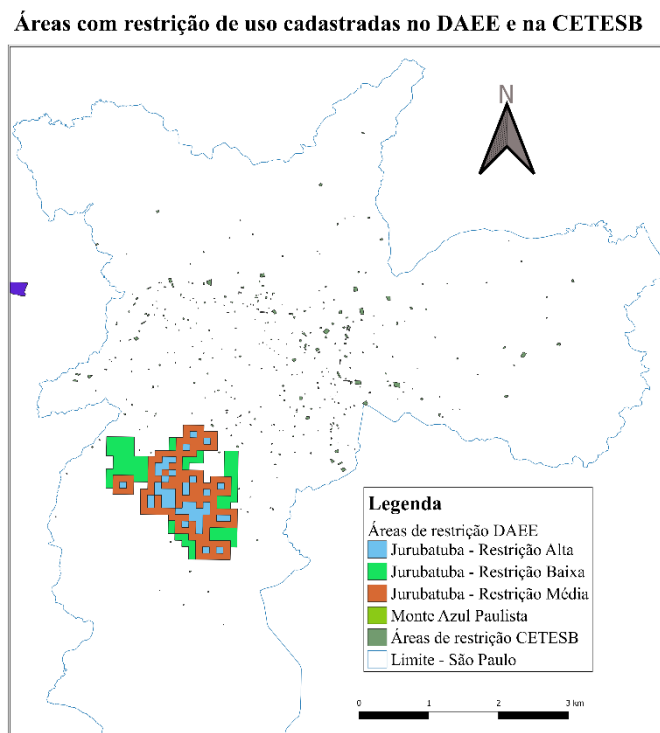 Áreas com restrição de uso cadastradas no DAEE e na CETESB
N
Legenda
Áreas de restrição DAEE
Jurubatuba - Restrição Alta
Jurubatuba - Restrição Baixa
Jurubatuba - Restrição Média
Monte Azul Paulista
Áreas de restrição CETESB
Limite - São Paulo
0 1 2 3 km